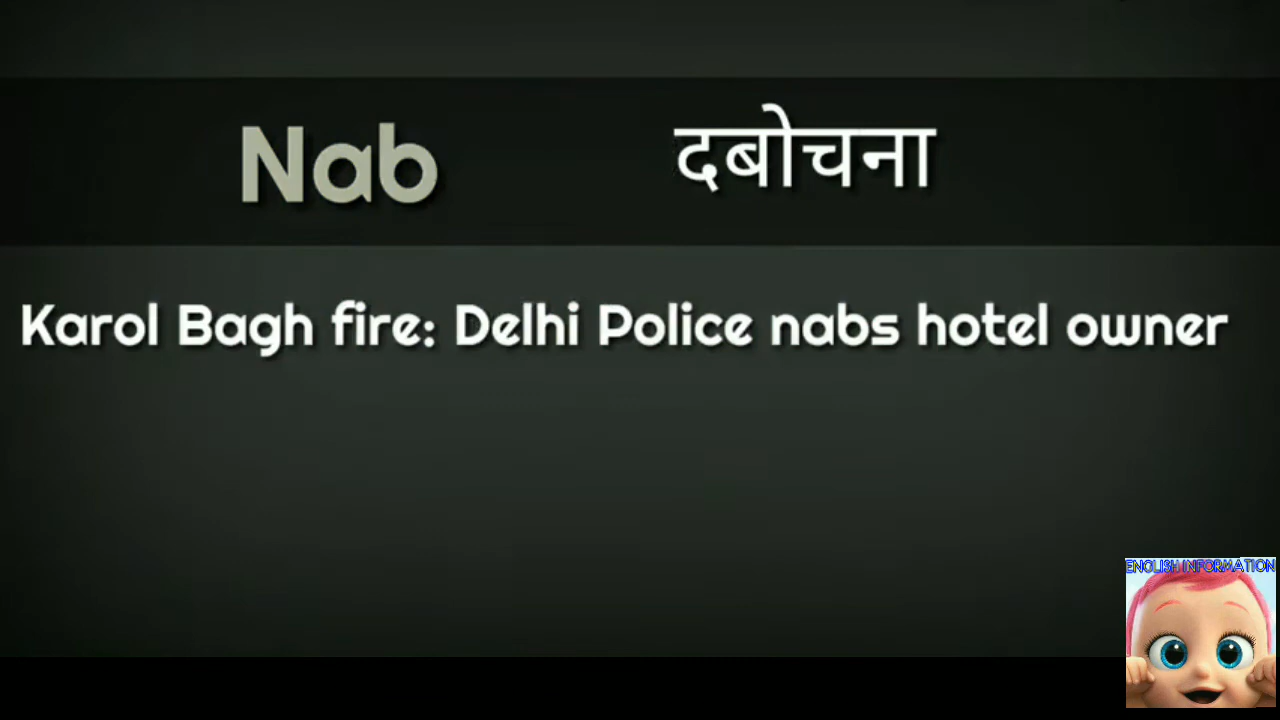 Nab दबोचना
Karol Bagh fire: Delhi Police nabs hotel owner
ENGLISH INFORMATION